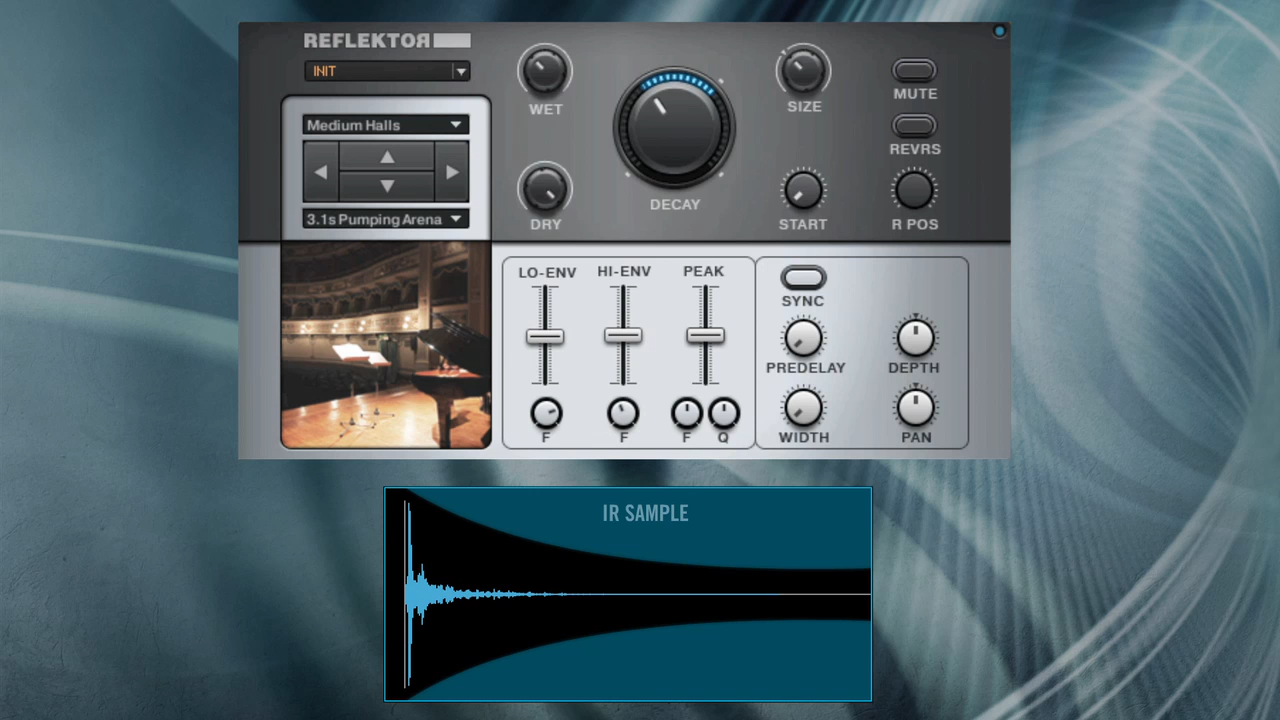 REFLEKTOR
INIT
Medium Halls
3.1s Pumping Arena
WET
DRY
DECAY
SIZE
START
MUTE
REVRS
R POS
LO-ENV
HI-ENV
PEAK
F
F
F
Q
SYNC
PREDELAY
WIDTH
DEPTH
PAN
IR SAMPLE